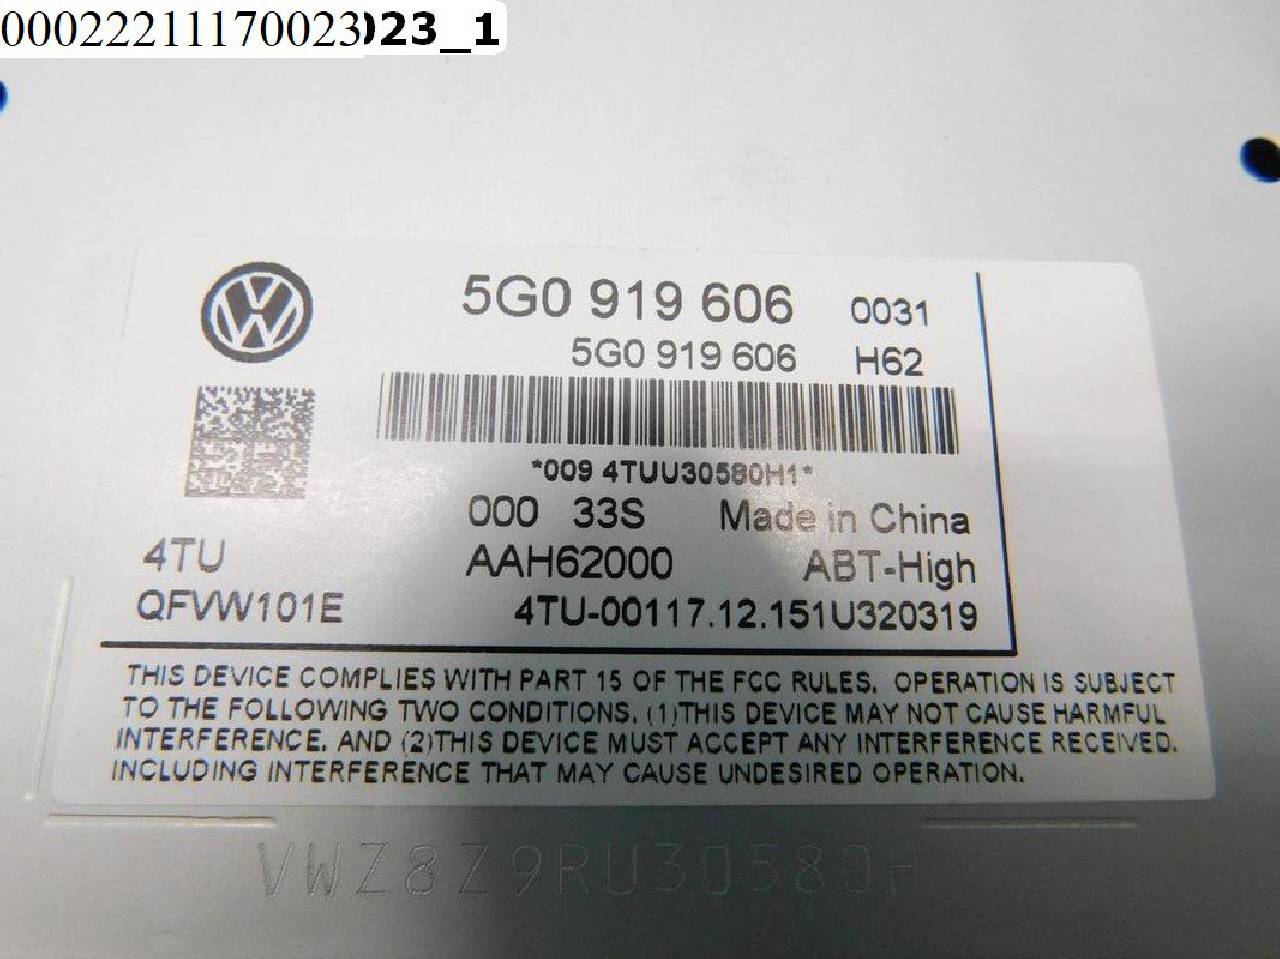 00022211170023023_1
5G0 919 606 0031
5G0 919 606 H62
*009 4TUU30580H1*
000 33S Made in China
4TU AAH62000 ABT-High
QFVW101E 4TU-00117.12.151U320319
THIS DEVICE COMPLIES WITH PART 15 OF THE FCC RULES. OPERATION IS SUBJECT
TO THE FOLLOWING TWO CONDITIONS. (1)THIS DEVICE MAY NOT CAUSE HARMFUL
INTERFERENCE. AND (2)THIS DEVICE MUST ACCEPT ANY INTERFERENCE RECEIVED.
INCLUDING INTERFERENCE THAT MAY CAUSE UNDESIRED OPERATION.
VWZ8Z9RU30580H